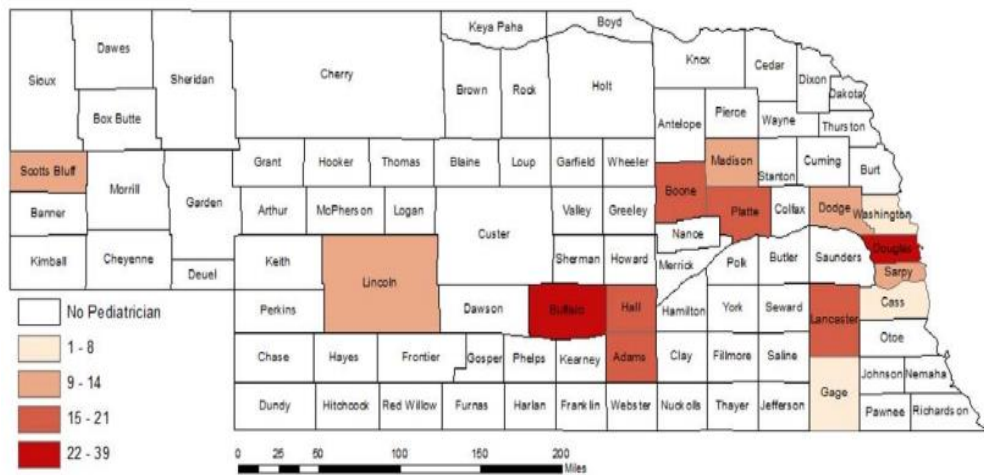 Keya Paha
Boyd
Dawes
Sioux
Sheridan
Cherry
Knox
Cedar
Dixon
Dakota
Brown
Rock
Holt
Box Butte
Antelope
Pierce
Wayne
Thurston
Scotts Bluff
Morrill
Garden
Grant
Hooker
Thomas
Blaine
Loup
Garfield
Wheeler
Madison
Stanton
Cuming
Burt
Banner
Arthur
McPherson
Logan
Custer
Valley
Greeley
Boone
Platte
Colfax
Dodge
Washington
Nance
Kimball
Cheyenne
Deuel
Keith
Lincoln
Sherman
Howard
Merrick
Polk
Butler
Saunders
Douglas
Sarpy
Perkins
Dawson
Buffalo
Hall
Hamilton
York
Seward
Lancaster
Cass
Otoe
Chase
Hayes
Frontier
Gosper
Phelps
Kearney
Adams
Clay
Fillmore
Saline
Gage
Johnson
Nemaha
Dundy
Hitchcock
Red Willow
Furnas
Harlan
Franklin
Webster
Nuckolls
Thayer
Jefferson
Pawnee
Richardson
No Pediatrician
1 - 8
9 - 14
15 - 21
22 - 39
0
50
100
200
Miles